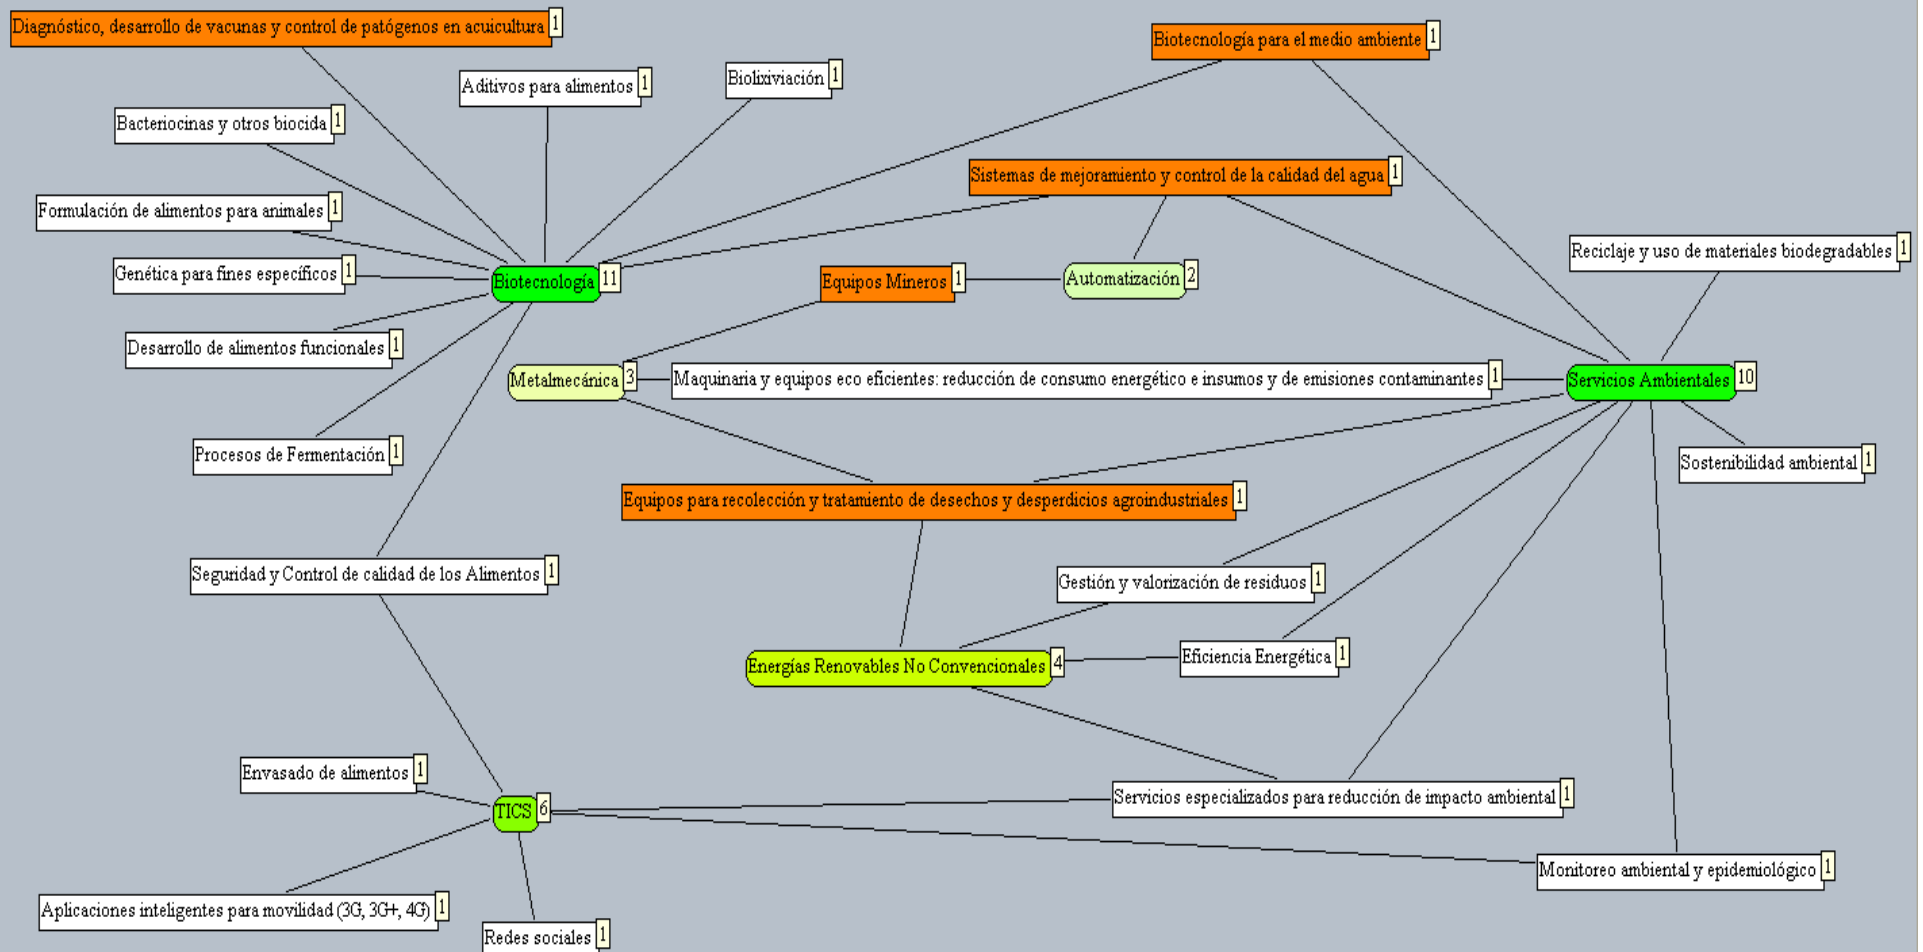 Diagnóstico, desarrollo de vacunas y control de patógenos en acuicultura 1
Biotecnología para el medio ambiente 1
Aditivos para alimentos 1
Biolixiviación 1
Bacteriocinas y otros biocida 1
Sistemas de mejoramiento y control de la calidad del agua 1
Formulación de alimentos para animales 1
Reciclaje y uso de materiales biodegradables 1
Genética para fines específicos 1
Biotecnología 11
Equipos Mineros 1
Automatización 2
Desarrollo de alimentos funcionales 1
Metalmecánica 3
Maquinaria y equipos eco eficientes: reducción de consumo energético e insumos y de emisiones contaminantes 1
Servicios Ambientales 10
Procesos de Fermentación 1
Sostenibilidad ambiental 1
Equipos para recolección y tratamiento de desechos y desperdicios agroindustriales 1
Seguridad y Control de calidad de los Alimentos 1
Gestión y valorización de residuos 1
Energías Renovables No Convencionales 4
Eficiencia Energética 1
Envasado de alimentos 1
TICS 6
Servicios especializados para reducción de impacto ambiental 1
Monitoreo ambiental y epidemiológico 1
Aplicaciones inteligentes para movilidad (3G, 3G+, 4G) 1
Redes sociales 1